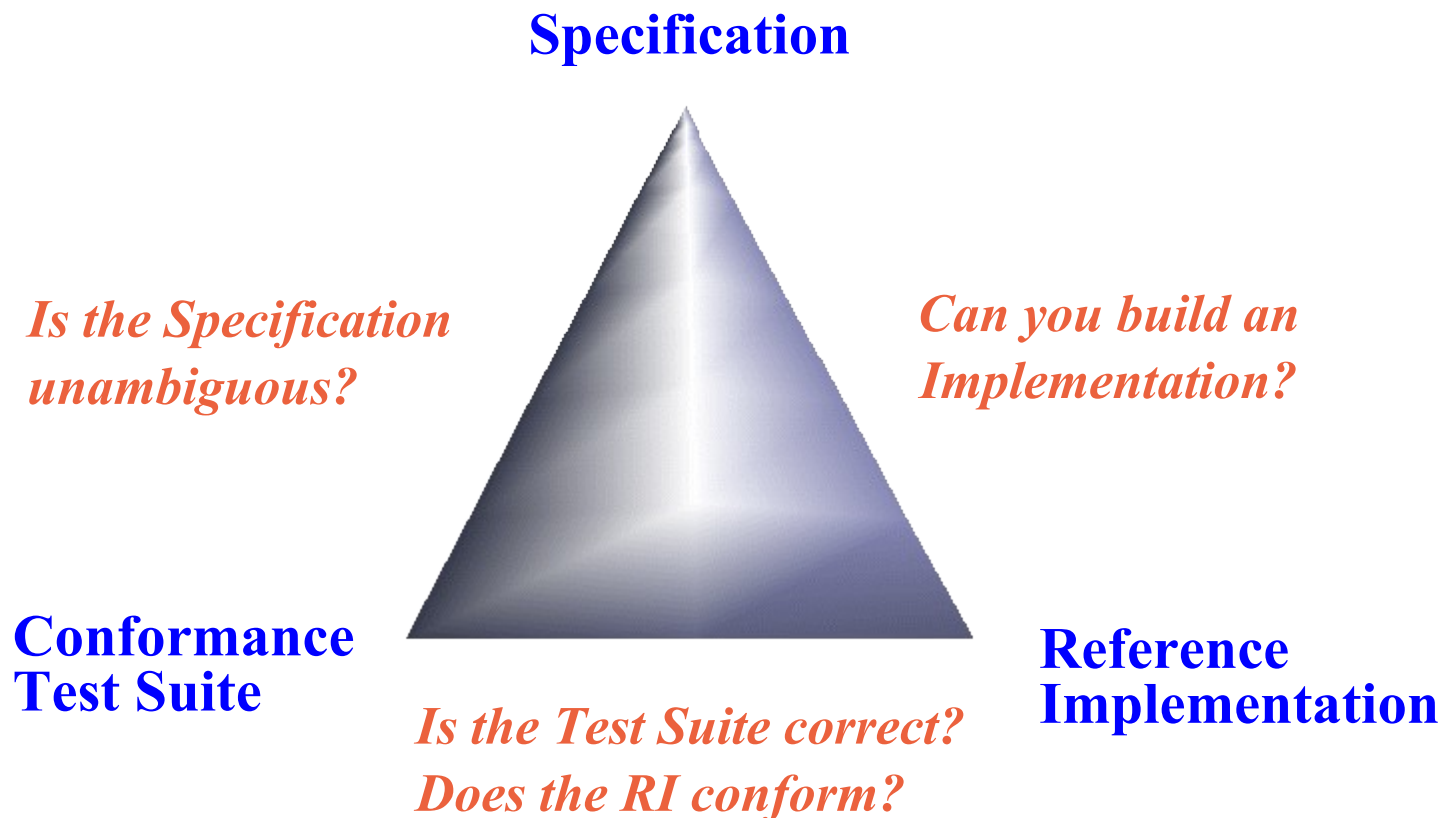 Specification
Is the Specification
unambiguous?
Can you build an
Implementation?
Conformance
Test Suite
Reference
Implementation
Is the Test Suite correct?
Does the RI conform?